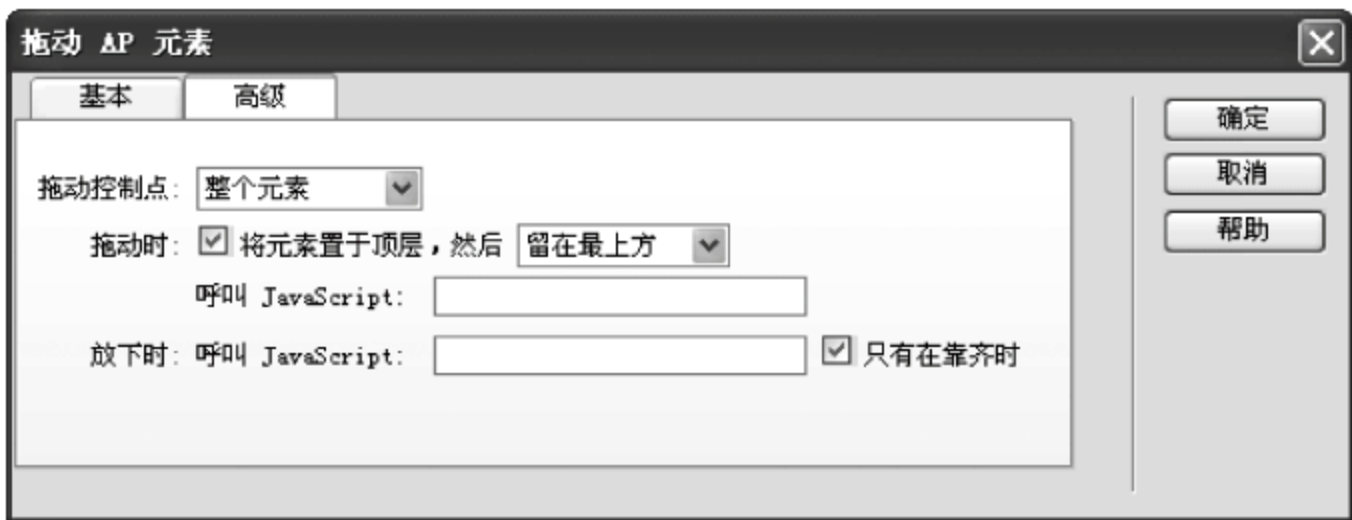 拖动 AP 元素
基本
高级
确定
取消
帮助
拖动控制点: 整个元素
拖动时: 将元素置于顶层，然后 留在最上方
呼叫 JavaScript:
放下时: 呼叫 JavaScript: 只有在靠齐时